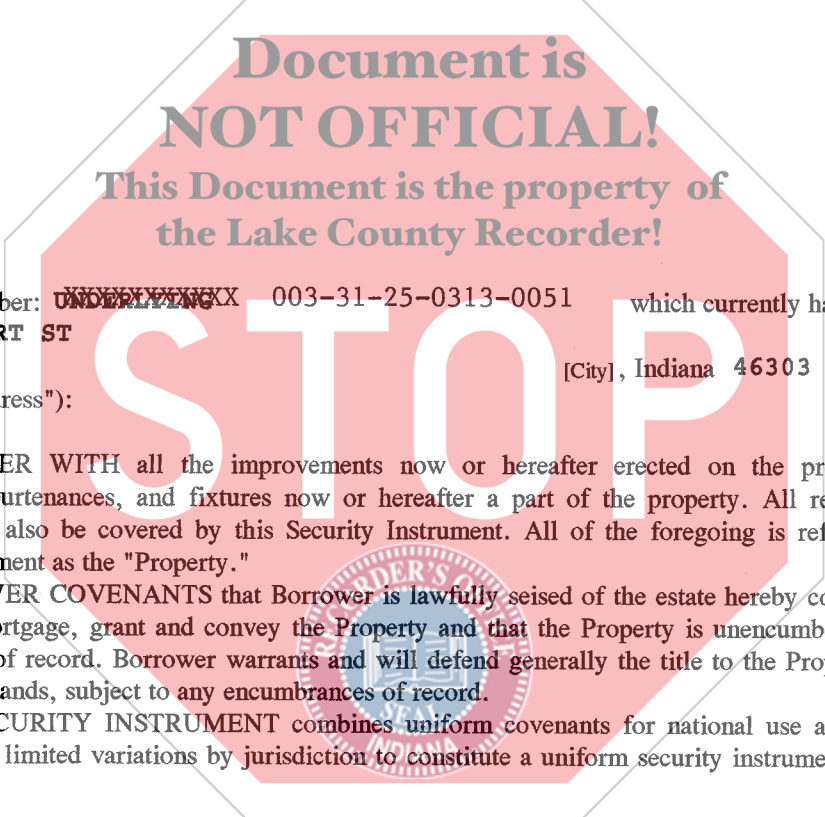 Document is
NOT OFFICIAL!
This Document is the property of
the Lake County Recorder!
ber: UNDERLYING 003-31-25-0313-0051 which currently ha
RT ST
[City], Indiana 46303
ress"):
STOP
ER WITH all the improvements now or hereafter erected on the pr
urtenances, and fixtures now or hereafter a part of the property. All re
also be covered by this Security Instrument. All of the foregoing is ref
ment as the "Property."
VER COVENANTS that Borrower is lawfully seised of the estate hereby co
rtgage, grant and convey the Property and that the Property is unencumb
of record. Borrower warrants and will defend generally the title to the Prop
ands, subject to any encumbrances of record.
CURITY INSTRUMENT combines uniform covenants for national use a
limited variations by jurisdiction to constitute a uniform security instrume
RECORDER'S OFFICE
SEAL
INDIANA